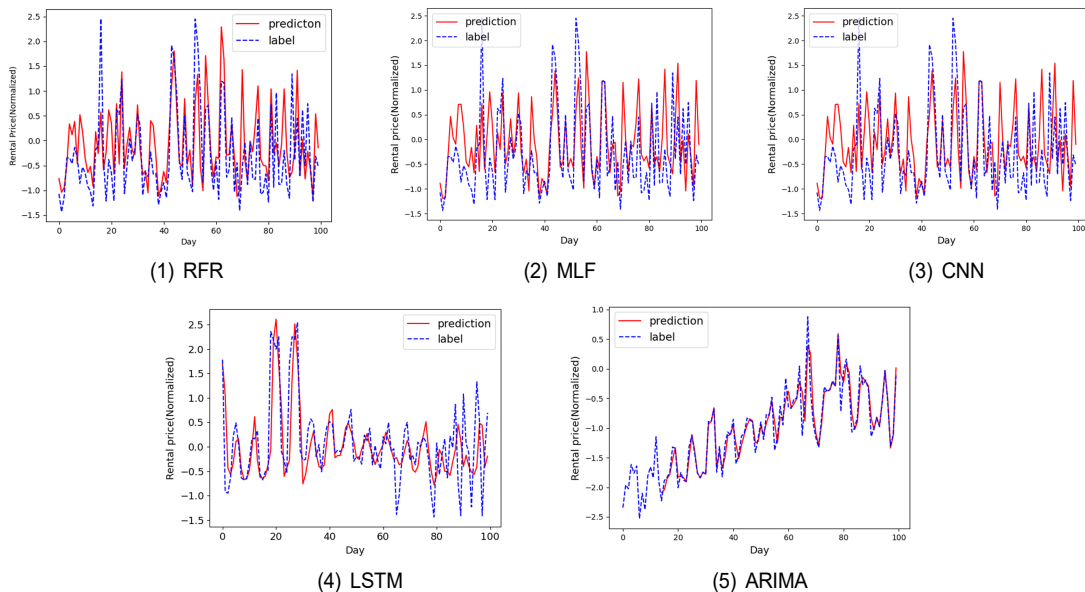 Rental Price(Normalized)
2.5
2.0
1.5
1.0
0.5
0.0
−0.5
−1.0
−1.5
predicton
label
0 20 40 60 80 100
Day
(1) RFR
Rental price(Normalized)
2.5
2.0
1.5
1.0
0.5
0.0
−0.5
−1.0
−1.5
prediction
label
0 20 40 60 80 100
Day
(2) MLF
Rental price(Normalized)
2.5
2.0
1.5
1.0
0.5
0.0
−0.5
−1.0
−1.5
prediction
label
0 20 40 60 80 100
Day
(3) CNN
Rental price(Normalized)
2.5
2.0
1.5
1.0
0.5
0.0
−0.5
−1.0
−1.5
prediction
label
0 20 40 60 80 100
Day
(4) LSTM
Rental price(Normalized)
1.0
0.5
0.0
−0.5
−1.0
−1.5
−2.0
−2.5
prediction
label
0 20 40 60 80 100
Day
(5) ARIMA